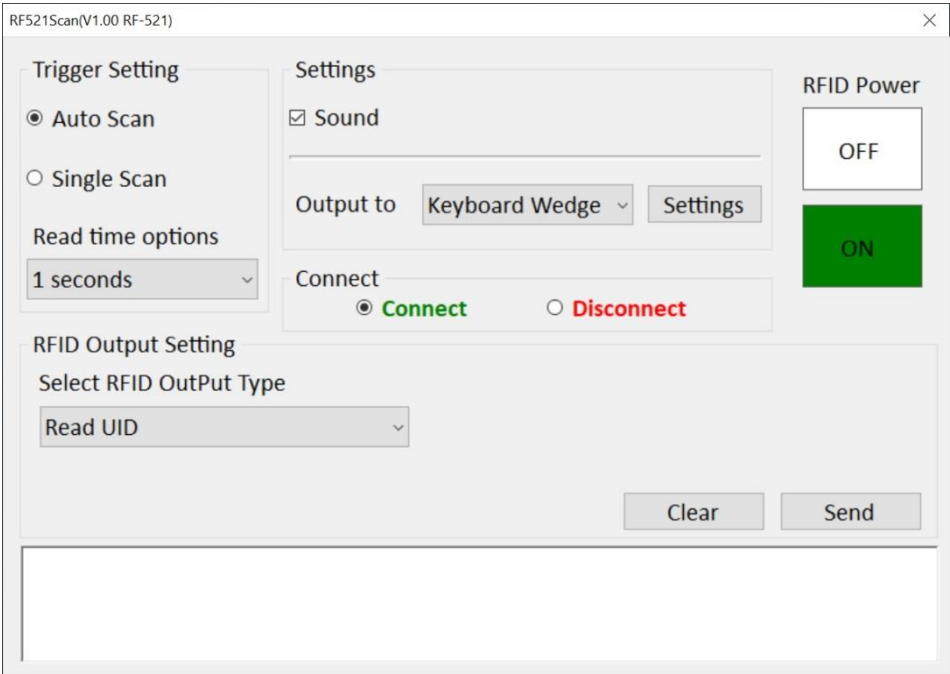 RF521Scan(V1.00 RF-521)
Trigger Setting
Auto Scan
Single Scan
Read time options
1 seconds
Settings
Sound
Output to Keyboard Wedge Settings
Connect
Connect Disconnect
RFID Power
OFF
ON
RFID Output Setting
Select RFID OutPut Type
Read UID
Clear Send